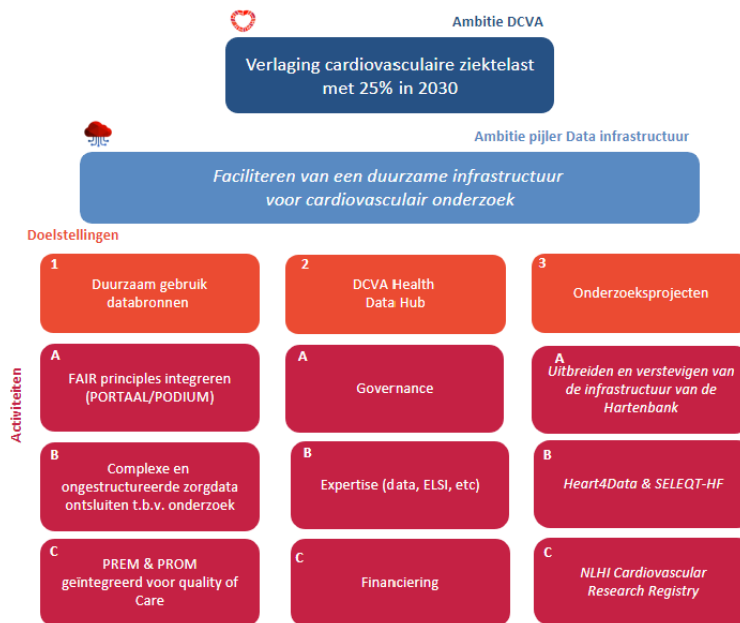 Ambitie DCVA
Verlaging cardiovasculaire ziektelast
met 25% in 2030
Ambitie pijler Data infrastructuur
Faciliteren van een duurzame infrastructuur
voor cardiovasculair onderzoek
Doelstellingen
1
Duurzaam gebruik
databronnen
2
DCVA Health
Data Hub
3
Onderzoeksprojecten
Activiteiten
A
FAIR principles integreren
(PORTAAL/PODIUM)
A
Governance
A
Uitbreiden en verstevigen van
de infrastructuur van de
Hartenbank
B
Complexe en
ongestructureerde zorgdata
ontsluiten t.b.v. onderzoek
B
Expertise (data, ELSI, etc)
B
Heart4Data & SELEQT-HF
C
PREM & PROM
geïntegreerd voor quality of
Care
C
Financiering
C
NLHI Cardiovascular
Research Registry